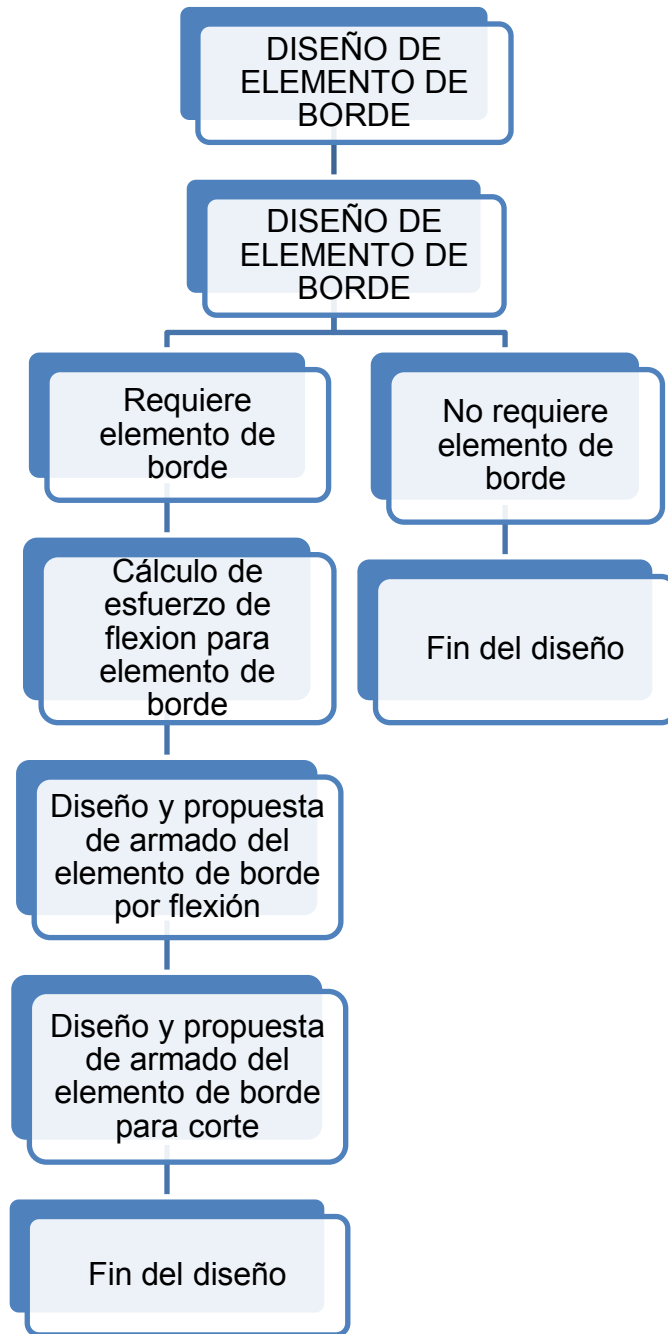 DISEÑO DE
ELEMENTO DE
BORDE
DISEÑO DE
ELEMENTO DE
BORDE
Requiere
elemento de
borde
No requiere
elemento de
borde
Cálculo de
esfuerzo de
flexion para
elemento de
borde
Fin del diseño
Diseño y propuesta
de armado del
elemento de borde
por flexión
Diseño y propuesta
de armado del
elemento de borde
para corte
Fin del diseño